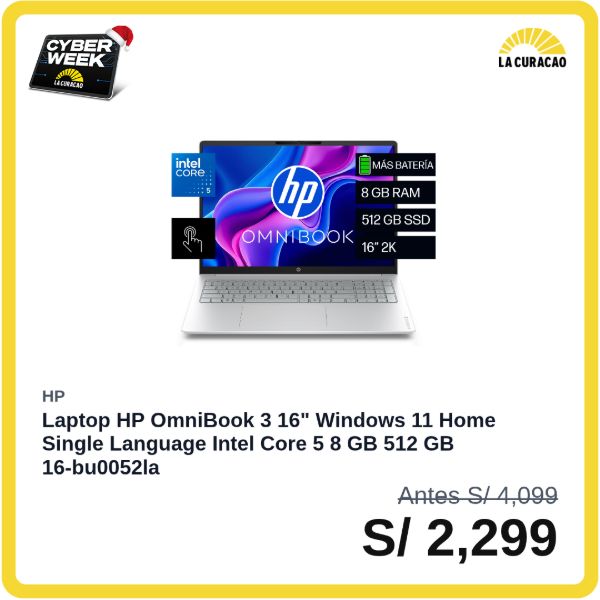 CYBER
WEEK
LA CURACAO
LA CURACAO
intel
CORE
5
MÁS BATERÍA
8 GB RAM
512 GB SSD
16" 2K
hp
OMNIBOOK
HP
Laptop HP OmniBook 3 16" Windows 11 Home
Single Language Intel Core 5 8 GB 512 GB
16-bu0052la
Antes S/ 4,099
S/ 2,299